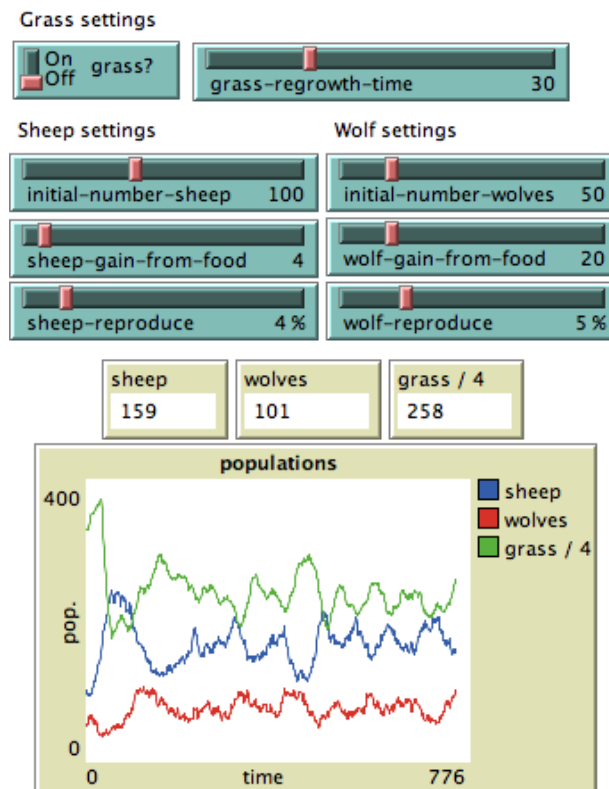 Grass settings
On
Off
grass?
grass-regrowth-time 30
Sheep settings
Wolf settings
initial-number-sheep 100
initial-number-wolves 50
sheep-gain-from-food 4
wolf-gain-from-food 20
sheep-reproduce 4 %
wolf-reproduce 5 %
sheep
159
wolves
101
grass / 4
258
populations
400
pop.
0
0
time
776
sheep
wolves
grass / 4